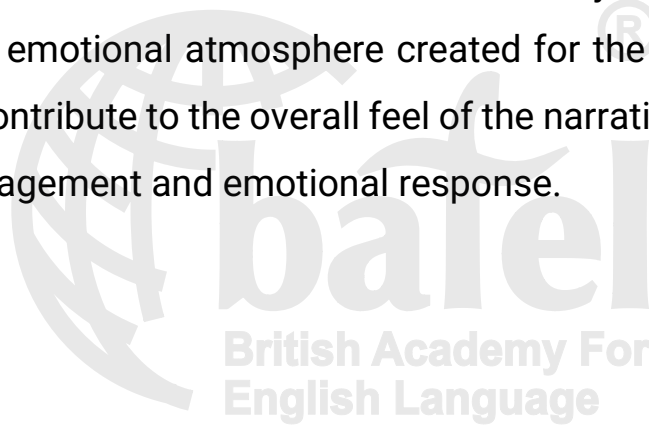 emotional atmosphere created for the
ontribute to the overall feel of the narrati
agement and emotional response.
®
batel
British Academy For
English Language